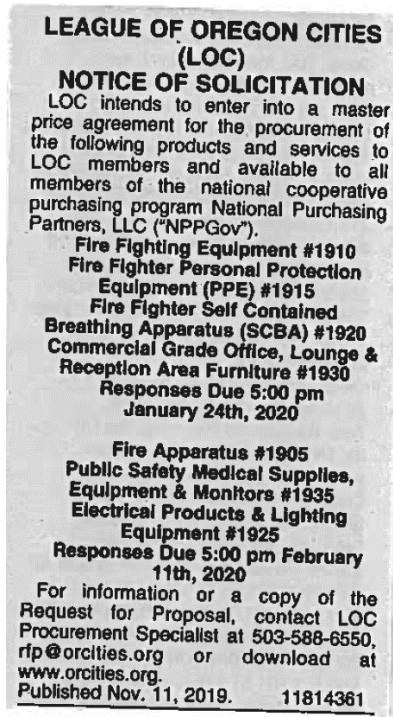 LEAGUE OF OREGON CITIES
(LOC)
NOTICE OF SOLICITATION
LOC intends to enter into a master
price agreement for the procurement of
the following products and services to
LOC members and available to all
members of the national cooperative
purchasing program National Purchasing
Partners, LLC ("NPPGov").
Fire Fighting Equipment #1910
Fire Fighter Personal Protection
Equipment (PPE) #1915
Fire Fighter Self Contained
Breathing Apparatus (SCBA) #1920
Commercial Grade Office, Lounge &
Reception Area Furniture #1930
Responses Due 5:00 pm
January 24th, 2020
Fire Apparatus #1905
Public Safety Medical Supplies,
Equipment & Monitors #1935
Electrical Products & Lighting
Equipment #1925
Responses Due 5:00 pm February
11th, 2020
For information or a copy of the
Request for Proposal, contact LOC
Procurement Specialist at 503-588-6550,
rfp@orcities.org or download at
www.orcities.org.
Published Nov. 11, 2019. 11814361